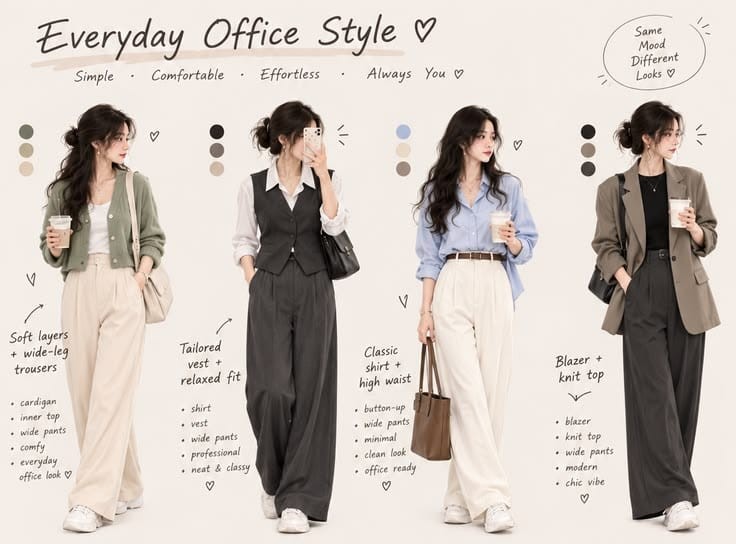 Everyday Office Style ♡
Simple · Comfortable · Effortless · Always You ♡
Same
Mood
Different
Looks ♡
Soft layers
+ wide-leg
trousers
• cardigan
• inner top
• wide pants
• comfy
• everyday
office look ♡
Tailored
vest +
relaxed fit
• shirt
• vest
• wide pants
• professional
• neat & classy
Classic
shirt +
high waist
• button-up
• wide pants
• minimal
• clean look
• office ready
Blazer +
knit top
• blazer
• knit top
• wide pants
• modern
• chic vibe